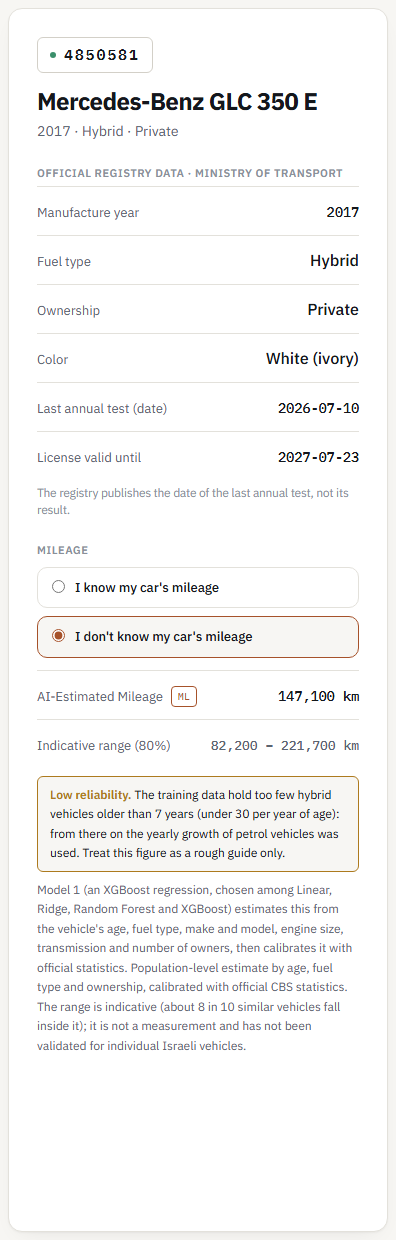 4850581
Mercedes-Benz GLC 350 E
2017 · Hybrid · Private
OFFICIAL REGISTRY DATA · MINISTRY OF TRANSPORT
Manufacture year 2017
Fuel type Hybrid
Ownership Private
Color White (ivory)
Last annual test (date) 2026-07-10
License valid until 2027-07-23
The registry publishes the date of the last annual test, not its
result.
MILEAGE
I know my car's mileage
I don't know my car's mileage
AI-Estimated Mileage ML 147,100 km
Indicative range (80%) 82,200 – 221,700 km
Low reliability. The training data hold too few hybrid
vehicles older than 7 years (under 30 per year of age):
from there on the yearly growth of petrol vehicles was
used. Treat this figure as a rough guide only.
Model 1 (an XGBoost regression, chosen among Linear,
Ridge, Random Forest and XGBoost) estimates this from
the vehicle's age, fuel type, make and model, engine size,
transmission and number of owners, then calibrates it with
official statistics. Population-level estimate by age, fuel
type and ownership, calibrated with official CBS statistics.
The range is indicative (about 8 in 10 similar vehicles fall
inside it); it is not a measurement and has not been
validated for individual Israeli vehicles.